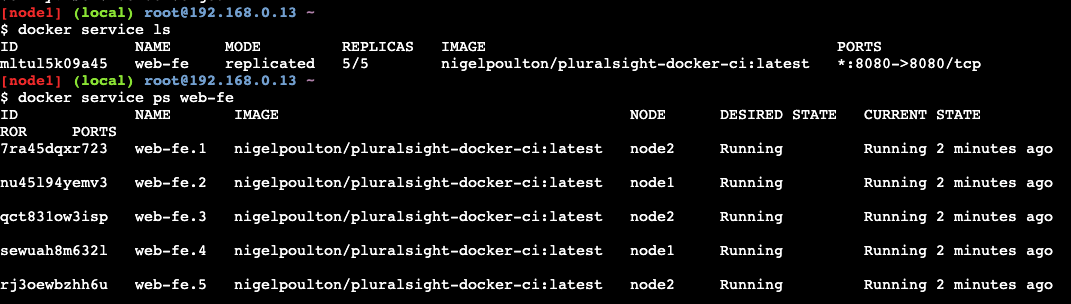 [node1] (local) root@192.168.0.13 ~
$ docker service ls
ID NAME MODE REPLICAS IMAGE PORTS
mltul5k09a45 web-fe replicated 5/5 nigelpoulton/pluralsight-docker-ci:latest *:8080->8080/tcp
[node1] (local) root@192.168.0.13 ~
$ docker service ps web-fe
ID NAME IMAGE NODE DESIRED STATE CURRENT STATE
ROR PORTS
7ra45dqxr723 web-fe.1 nigelpoulton/pluralsight-docker-ci:latest node2 Running Running 2 minutes ago
nu45l94yemv3 web-fe.2 nigelpoulton/pluralsight-docker-ci:latest node1 Running Running 2 minutes ago
qct831ow3isp web-fe.3 nigelpoulton/pluralsight-docker-ci:latest node2 Running Running 2 minutes ago
sewuah8m632l web-fe.4 nigelpoulton/pluralsight-docker-ci:latest node1 Running Running 2 minutes ago
rj3oewbzhh6u web-fe.5 nigelpoulton/pluralsight-docker-ci:latest node2 Running Running 2 minutes ago